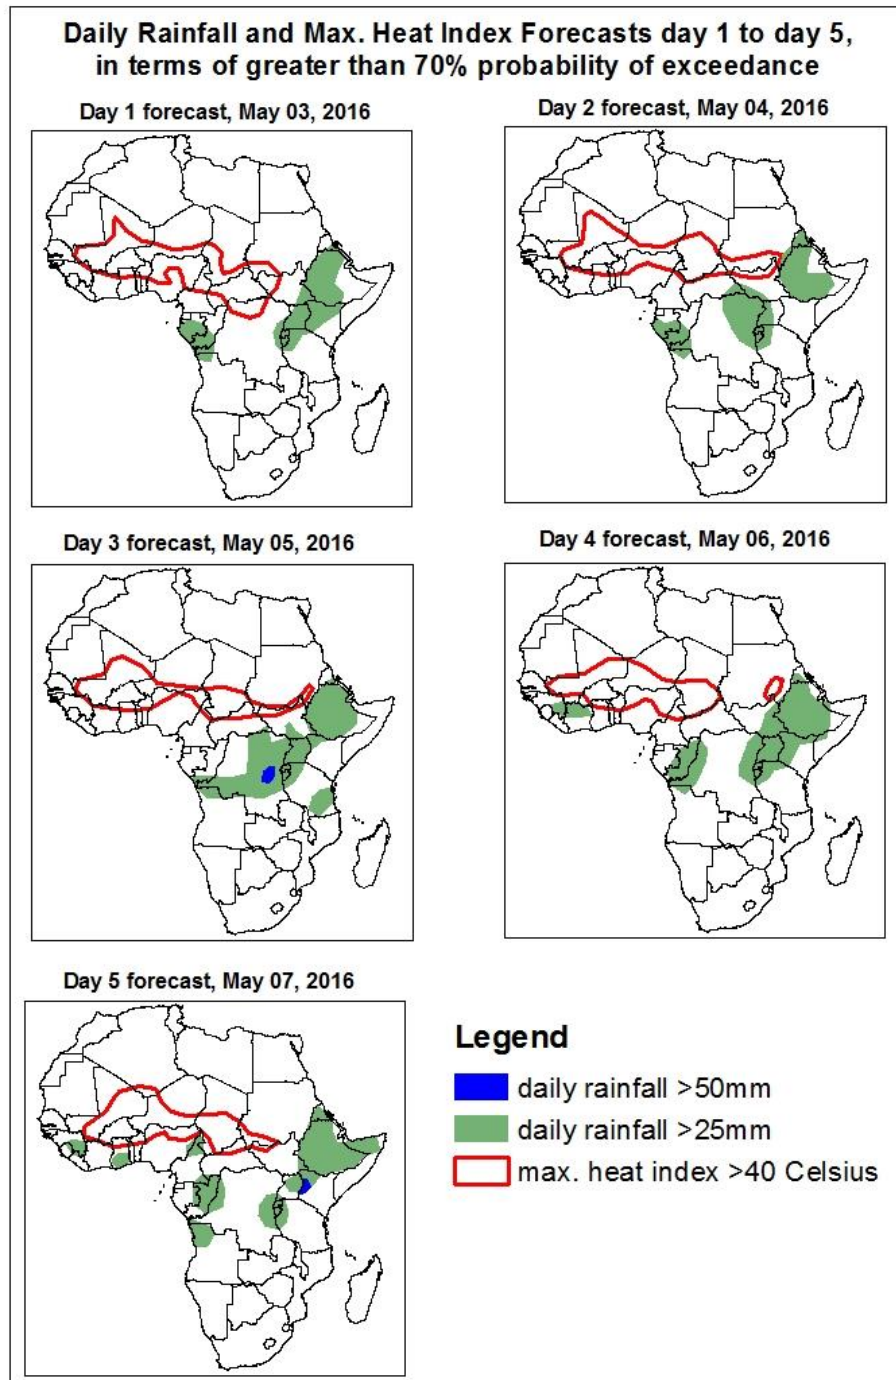 Daily Rainfall and Max. Heat Index Forecasts day 1 to day 5,
in terms of greater than 70% probability of exceedance
Day 1 forecast, May 03, 2016
Day 2 forecast, May 04, 2016
Day 3 forecast, May 05, 2016
Day 4 forecast, May 06, 2016
Day 5 forecast, May 07, 2016
Legend
daily rainfall >50mm
daily rainfall >25mm
max. heat index >40 Celsius